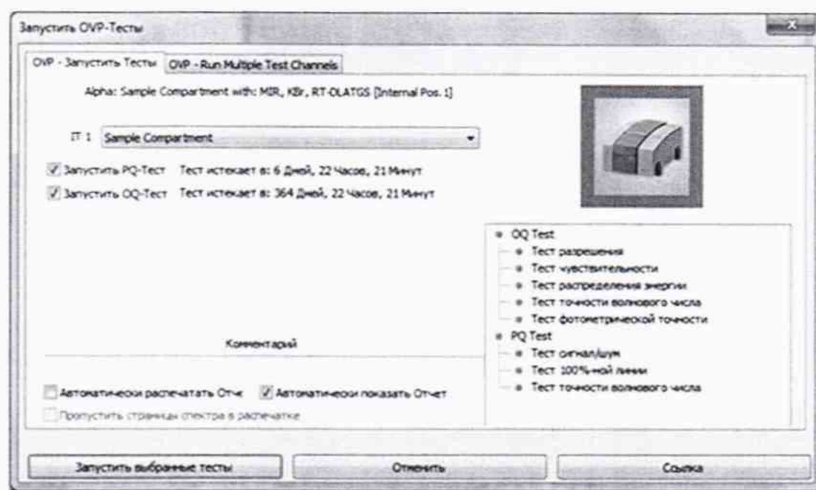 Запустить OVP-Тесты
OVP - Запустить Тесты OVP - Run Multiple Test Channels
Alpha: Sample Compartment with: MIR, KBr, RT-DLATGS [Internal Pos.1]
IT 1 Sample Compartment
Запустить PQ-Тест Тест истекает в: 6 Дней, 22 Часов, 21 Минут
Запустить OQ-Тест Тест истекает в: 364 Дней, 22 Часов, 21 Минут
OQ Test
Тест разрешения
Тест чувствительности
Тест распределения энергии
Тест точности волнового числа
Тест фотометрической точности
PQ Test
Тест сигнал/шум
Тест 100%-ной линии
Тест точности волнового числа
Комментарий
Автоматически распечатать Отче Автоматически показать Отчет
Пропустить страницы спектра в распечатке
Запустить выбранные тесты Отменить Ссылка